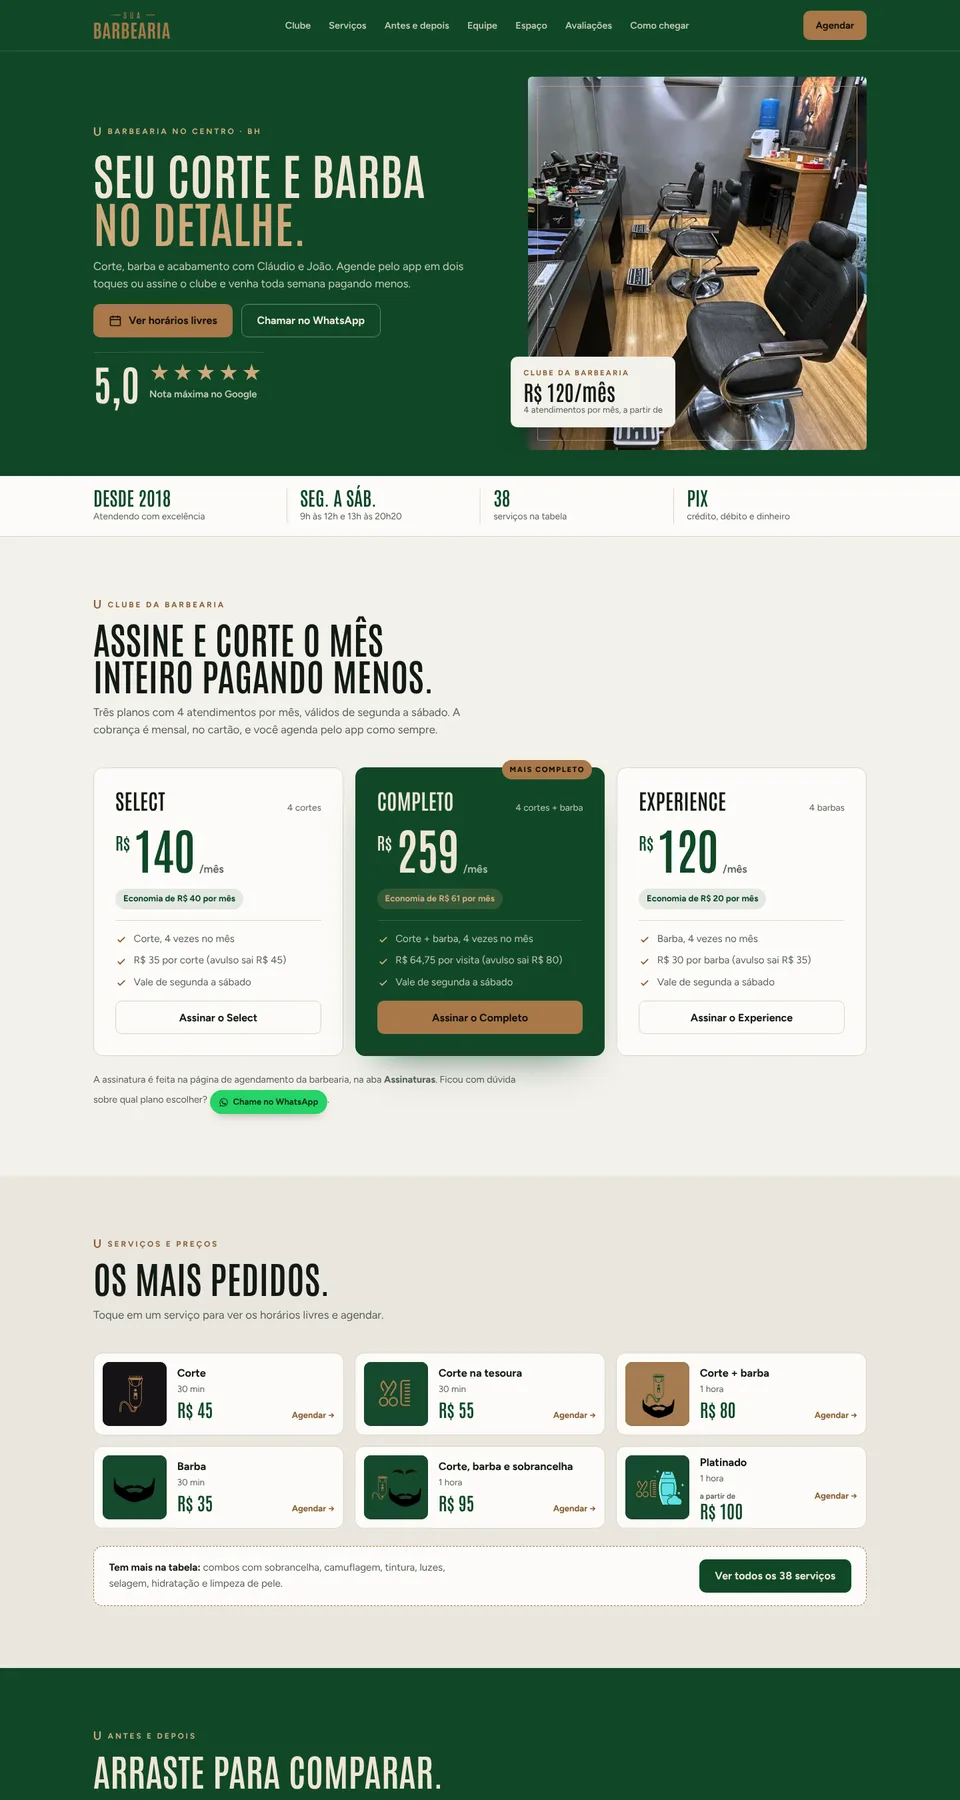 SUA
BARBEARIA
Clube
Serviços
Antes e depois
Equipe
Espaço
Avaliações
Como chegar
Agendar
BARBEARIA NO CENTRO · BH
SEU CORTE E BARBA
NO DETALHE.
Corte, barba e acabamento com Cláudio e João. Agende pelo app em dois
toques ou assine o clube e venha toda semana pagando menos.
Ver horários livres
Chamar no WhatsApp
5,0
Nota máxima no Google
CLUBE DA BARBEARIA
R$ 120/mês
4 atendimentos por mês, a partir de
DESDE 2018
Atendendo com excelência
SEG. A SÁB.
9h às 12h e 13h às 20h20
38
serviços na tabela
PIX
crédito, débito e dinheiro
CLUBE DA BARBEARIA
ASSINE E CORTE O MÊS
INTEIRO PAGANDO MENOS.
Três planos com 4 atendimentos por mês, válidos de segunda a sábado. A
cobrança é mensal, no cartão, e você agenda pelo app como sempre.
SELECT
4 cortes
R$ 140 /mês
Economia de R$ 40 por mês
Corte, 4 vezes no mês
R$ 35 por corte (avulso sai R$ 45)
Vale de segunda a sábado
Assinar o Select
MAIS COMPLETO
COMPLETO
4 cortes + barba
R$ 259 /mês
Economia de R$ 61 por mês
Corte + barba, 4 vezes no mês
R$ 64,75 por visita (avulso sai R$ 80)
Vale de segunda a sábado
Assinar o Completo
EXPERIENCE
4 barbas
R$ 120 /mês
Economia de R$ 20 por mês
Barba, 4 vezes no mês
R$ 30 por barba (avulso sai R$ 35)
Vale de segunda a sábado
Assinar o Experience
A assinatura é feita na página de agendamento da barbearia, na aba Assinaturas. Ficou com dúvida
sobre qual plano escolher? Chame no WhatsApp.
SERVIÇOS E PREÇOS
OS MAIS PEDIDOS.
Toque em um serviço para ver os horários livres e agendar.
Corte
30 min
R$ 45
Agendar →
Corte na tesoura
30 min
R$ 55
Agendar →
Corte + barba
1 hora
R$ 80
Agendar →
Barba
30 min
R$ 35
Agendar →
Corte, barba e sobrancelha
1 hora
R$ 95
Agendar →
Platinado
1 hora
a partir de
R$ 100
Agendar →
Tem mais na tabela: combos com sobrancelha, camuflagem, tintura, luzes,
selagem, hidratação e limpeza de pele.
Ver todos os 38 serviços
ANTES E DEPOIS
ARRASTE PARA COMPARAR.